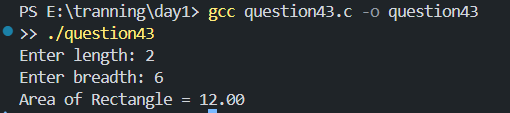 PS E:\tranning\day1> gcc question43.c -o question43
>> ./question43
Enter length: 2
Enter breadth: 6
Area of Rectangle = 12.00